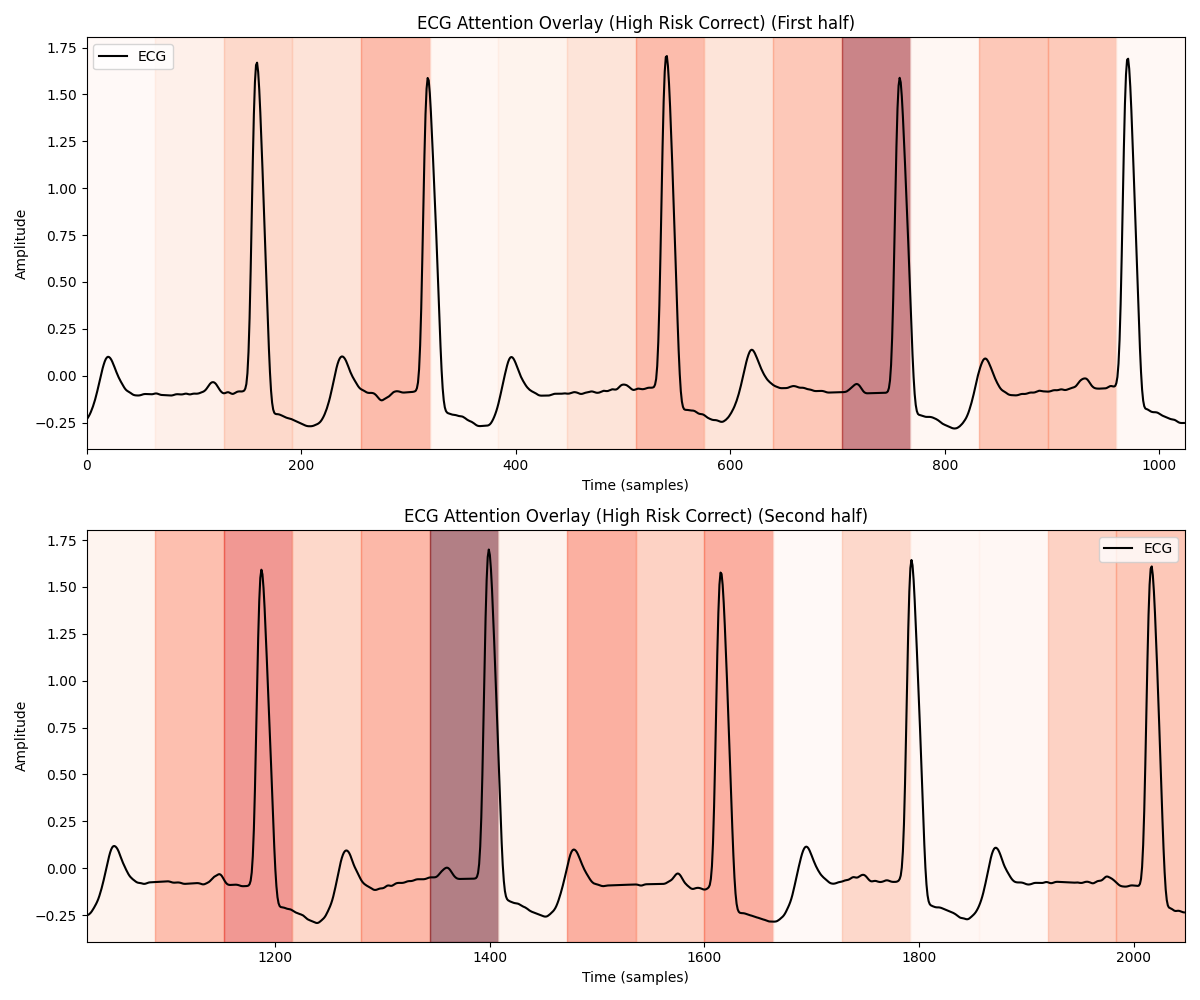 ECG Attention Overlay (High Risk Correct) (First half)
1.75
1.50
1.25
1.00
0.75
0.50
0.25
0.00
−0.25
Amplitude
ECG
0 200 400 600 800 1000
Time (samples)
ECG Attention Overlay (High Risk Correct) (Second half)
1.75
1.50
1.25
1.00
0.75
0.50
0.25
0.00
−0.25
Amplitude
ECG
1200 1400 1600 1800 2000
Time (samples)